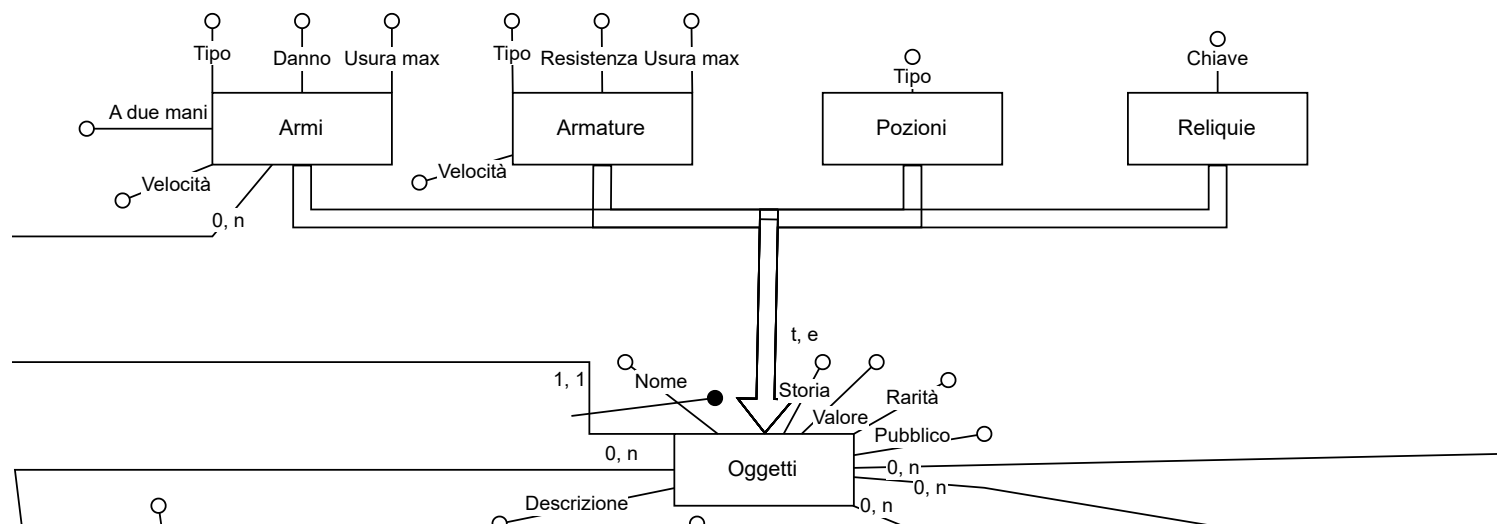 Tipo
Danno
Usura max
Tipo
Resistenza
Usura max
Tipo
Chiave
A due mani
Armi
Armature
Pozioni
Reliquie
Velocità
Velocità
0, n
t, e
1, 1
Nome
Storia
Rarità
Valore
Pubblico
0, n
Oggetti
0, n
0, n
Descrizione
0, n